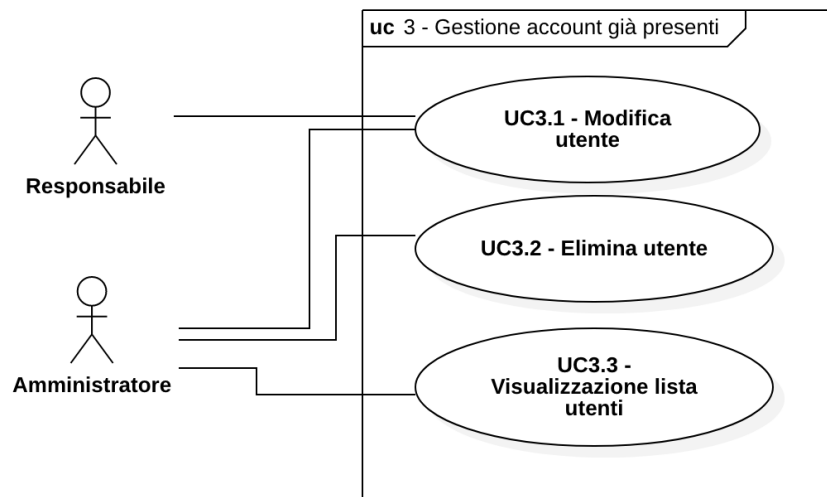 uc 3 - Gestione account già presenti
UC3.1 - Modifica
utente
Responsabile
UC3.2 - Elimina utente
Amministratore
UC3.3 -
Visualizzazione lista
utenti